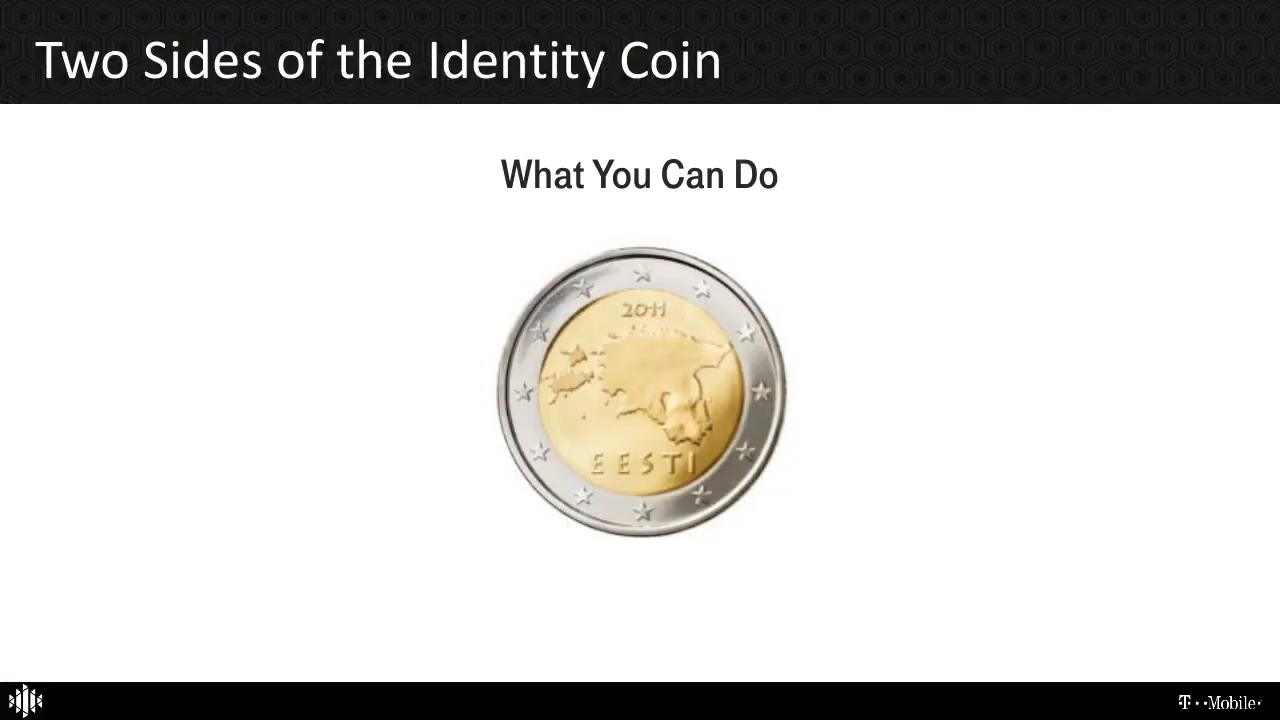 Two Sides of the Identity Coin
What You Can Do
2011
EESTI
T··Mobile·